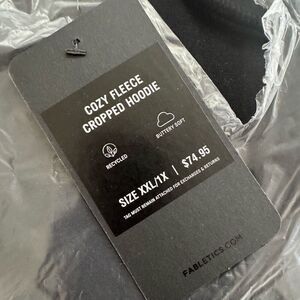 COZY FLEECE
CROPPED HOODIE
RECYCLED
BUTTERY SOFT
SIZE XXL/1X | $74.95
TAG MUST REMAIN ATTACHED FOR EXCHANGES & RETURNS
FABLETICS.COM